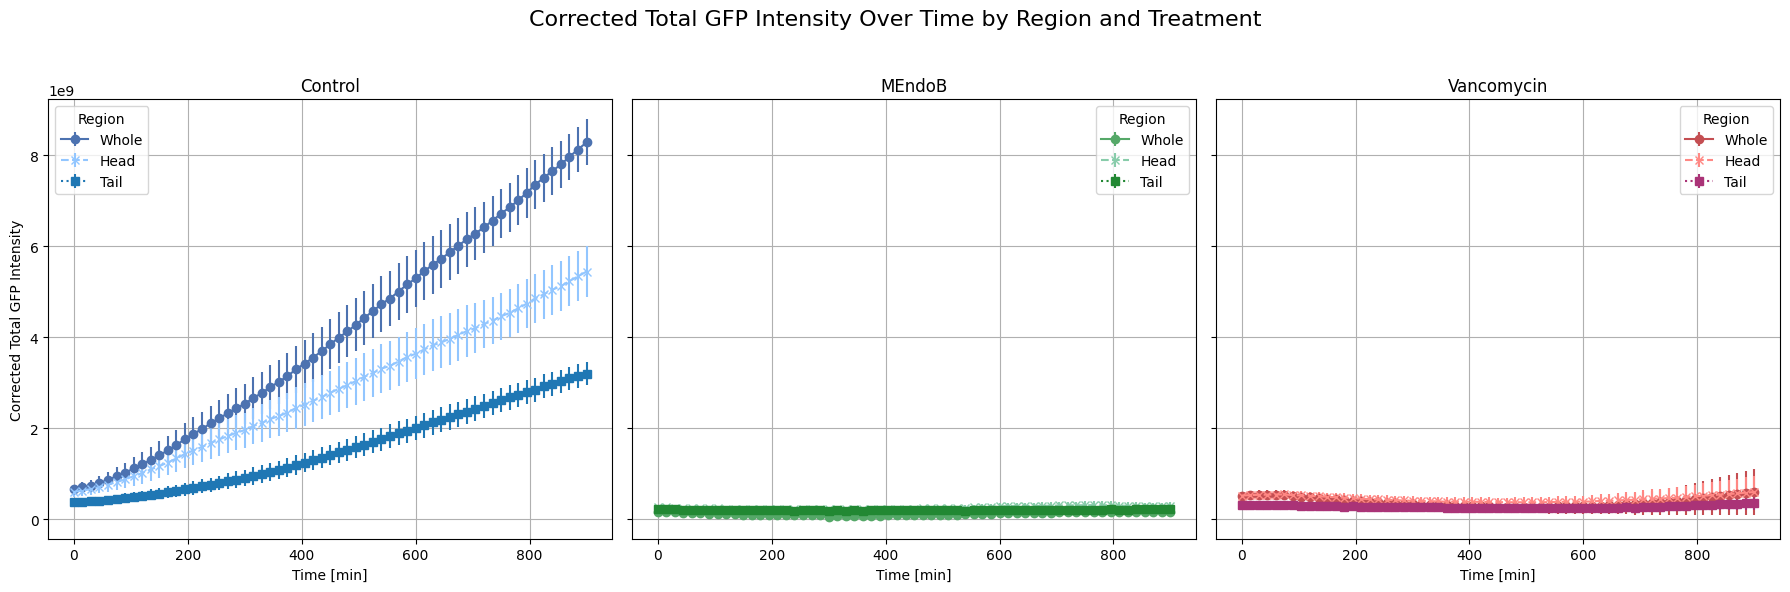 Corrected Total GFP Intensity Over Time by Region and Treatment
Control
1e9
Region
Whole
Head
Tail
8
6
4
2
0
Corrected Total GFP Intensity
0 200 400 600 800
Time [min]
MEndoB
Region
Whole
Head
Tail
0 200 400 600 800
Time [min]
Vancomycin
Region
Whole
Head
Tail
0 200 400 600 800
Time [min]